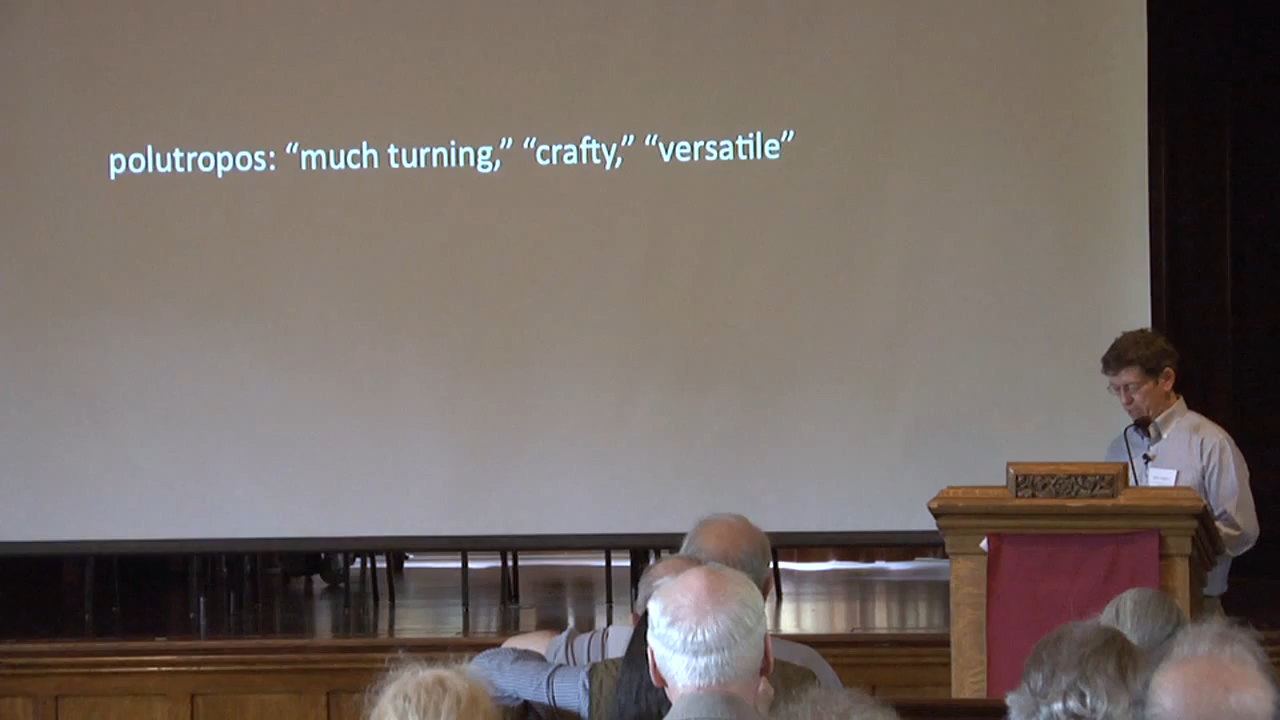 polutropos: “much turning,” “crafty,” “versatile”